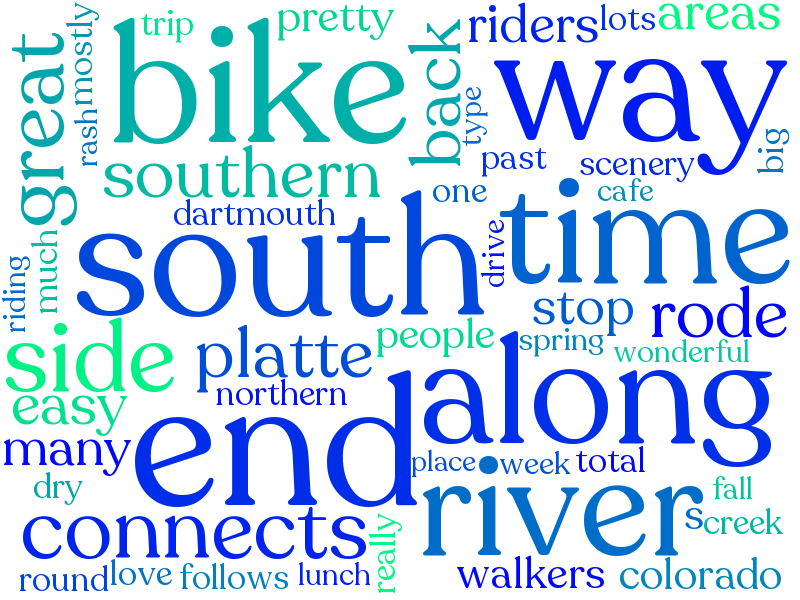 trip
pretty
riders
lots
areas
mostly
bike
back
way
great
rash
type
past
scenery
big
southern
one
cafe
dartmouth
time
south
much
drive
riding
stop
rode
side
platte
people
spring
wonderful
easy
northern
along
many
end
place
week
total
dry
river
fall
connects
s
creek
really
round
love
follows
lunch
walkers
colorado